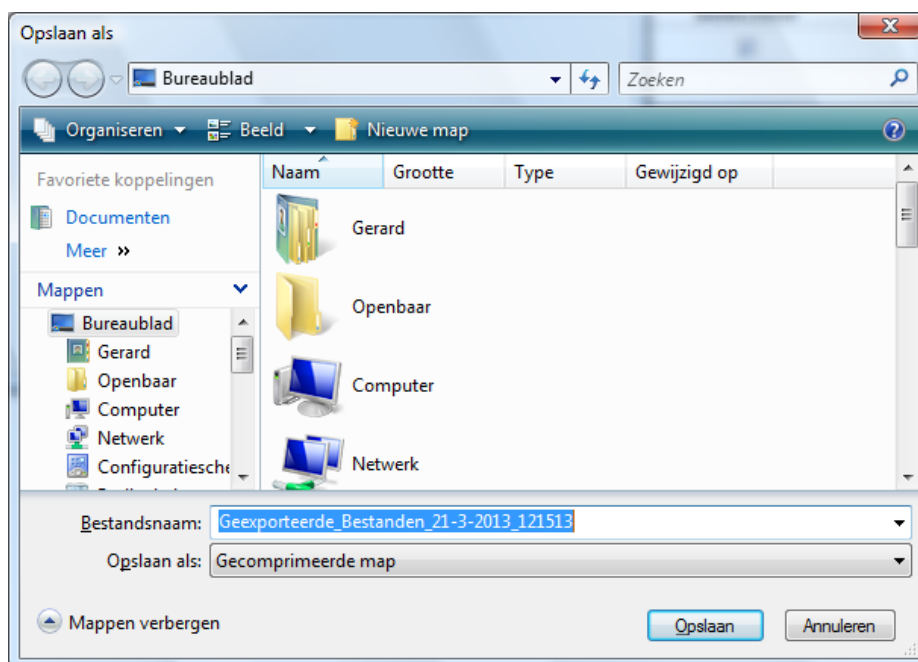 Opslaan als
Bureaublad
Zoeken
Organiseren Beeld Nieuwe map
Favoriete koppelingen
Documenten
Meer »
Mappen
Bureaublad
Gerard
Openbaar
Computer
Netwerk
Configuratiesche
Naam Grootte Type Gewijzigd op
Gerard
Openbaar
Computer
Netwerk
Bestandsnaam: Geexporteerde_Bestanden_21-3-2013_121513
Opslaan als: Gecomprimeerde map
Mappen verbergen Opslaan Annuleren